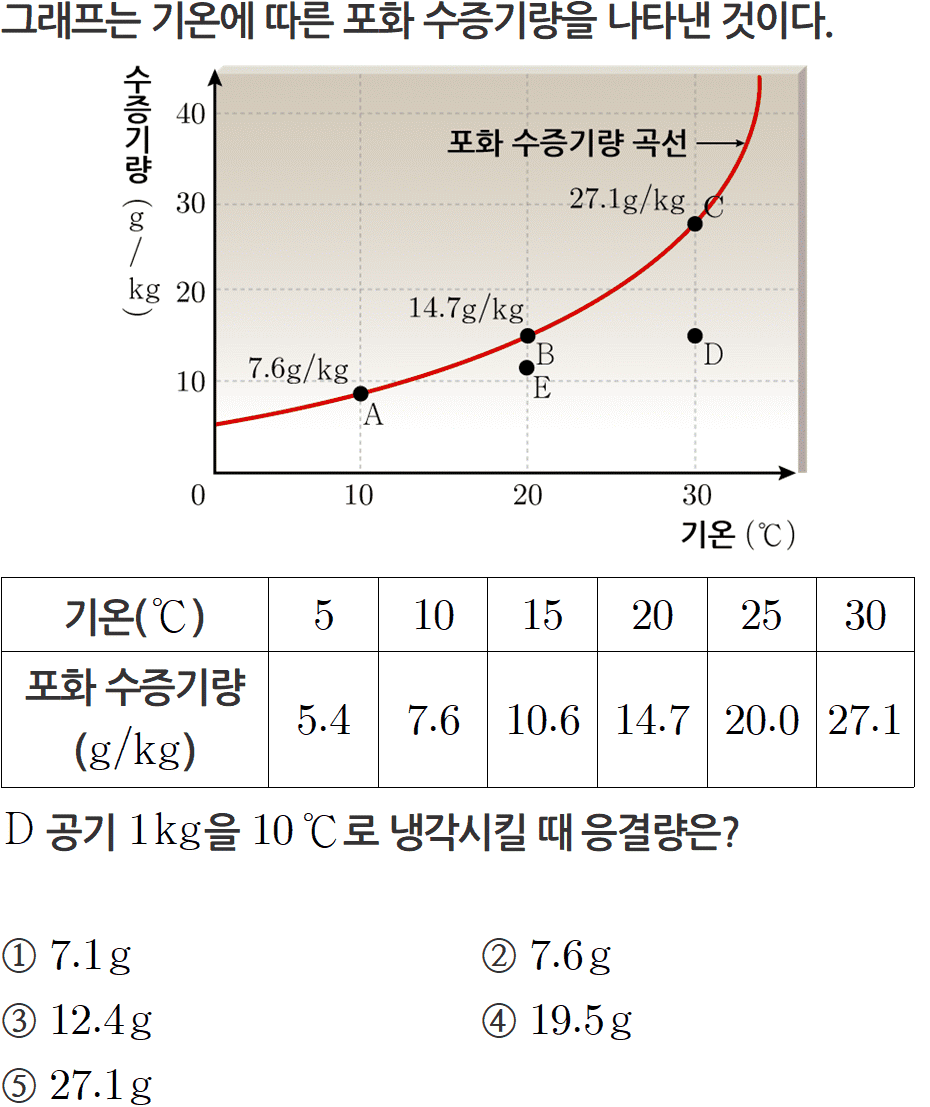 그래프는 기온에 따른 포화 수증기량을 나타낸 것이다.
수증기량 (g/kg)
40
포화 수증기량 곡선
30
27.1g/kg C
20
14.7g/kg
B
D
7.6g/kg
10
E
A
0 10 20 30
기온 (℃)
기온(℃) 5 10 15 20 25 30
포화 수증기량
(g/kg)
5.4 7.6 10.6 14.7 20.0 27.1
D 공기 1kg을 10℃로 냉각시킬 때 응결량은?
① 7.1g ② 7.6g
③ 12.4g ④ 19.5g
⑤ 27.1g